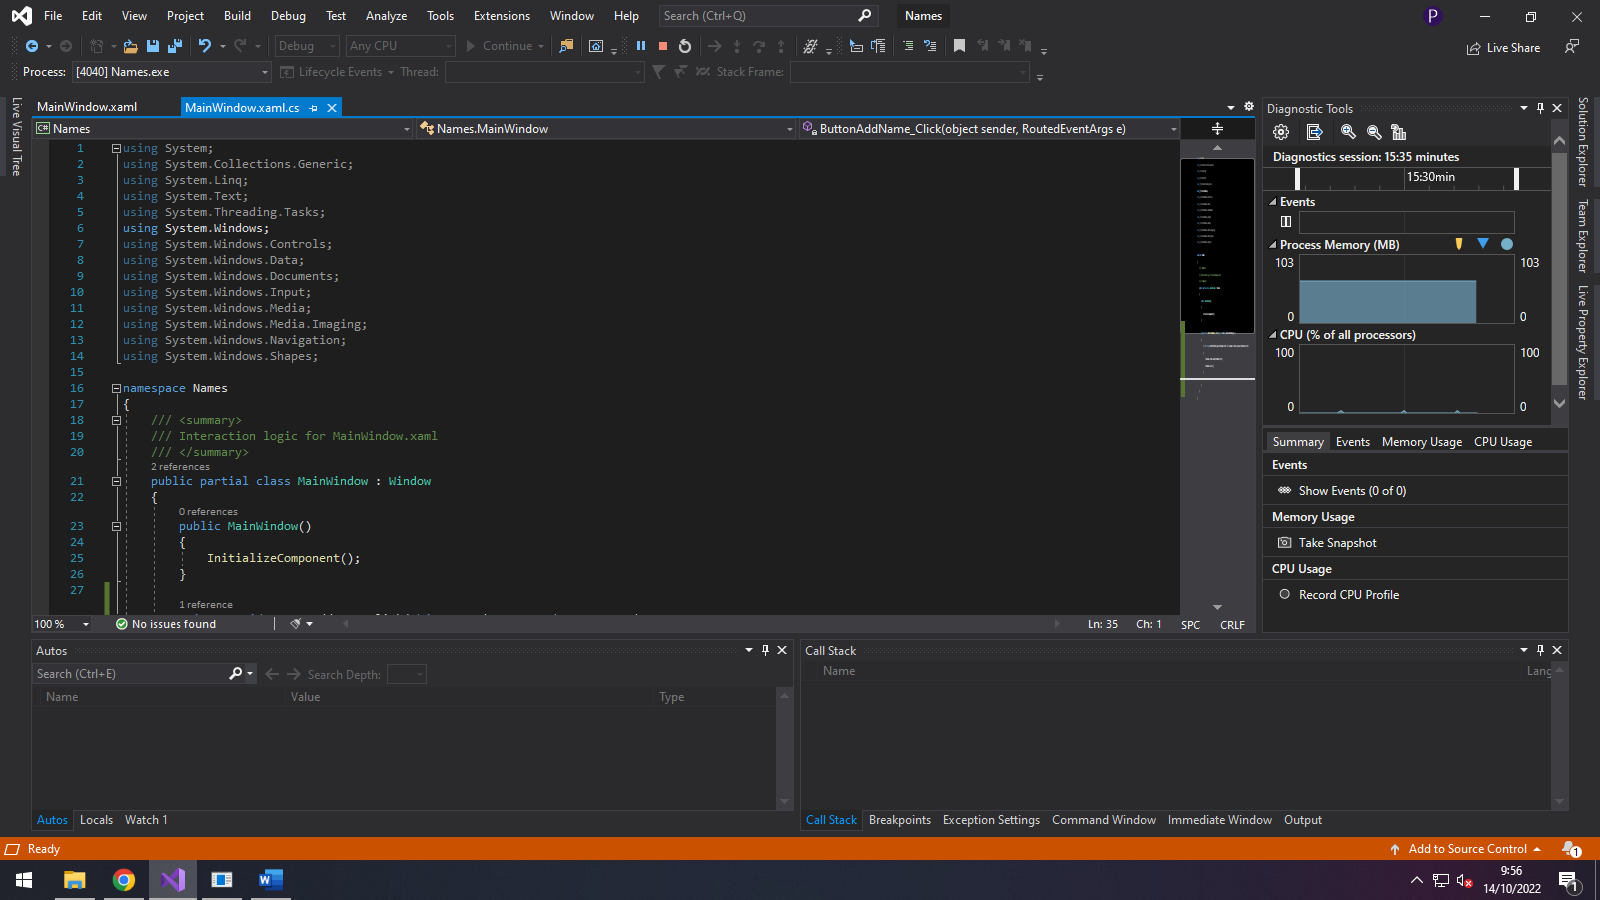 File Edit View Project Build Debug Test Analyze Tools Extensions Window Help Search (Ctrl+Q) Names P
Debug Any CPU Continue Live Share
Process: [4040] Names.exe Lifecycle Events Thread: Stack Frame:
Live Visual Tree
MainWindow.xaml MainWindow.xaml.cs
Names Names.MainWindow ButtonAddName_Click(object sender, RoutedEventArgs e)
1 using System;
2 using System.Collections.Generic;
3 using System.Linq;
4 using System.Text;
5 using System.Threading.Tasks;
6 using System.Windows;
7 using System.Windows.Controls;
8 using System.Windows.Data;
9 using System.Windows.Documents;
10 using System.Windows.Input;
11 using System.Windows.Media;
12 using System.Windows.Media.Imaging;
13 using System.Windows.Navigation;
14 using System.Windows.Shapes;
15
16 namespace Names
17 {
18 /// <summary>
19 /// Interaction logic for MainWindow.xaml
20 /// </summary>
2 references
21 public partial class MainWindow : Window
22 {
0 references
23 public MainWindow()
24 {
25 InitializeComponent();
26 }
27
1 reference
100 % No issues found Ln: 35 Ch: 1 SPC CRLF
Diagnostic Tools
Diagnostics session: 15:35 minutes
15:30min
Events
Process Memory (MB)
103 103
0 0
CPU (% of all processors)
100 100
0 0
Summary Events Memory Usage CPU Usage
Events
Show Events (0 of 0)
Memory Usage
Take Snapshot
CPU Usage
Record CPU Profile
Solution Explorer
Team Explorer
Live Property Explorer
Autos
Search (Ctrl+E) Search Depth:
Name Value Type
Autos Locals Watch 1
Call Stack
Name Lang
Call Stack Breakpoints Exception Settings Command Window Immediate Window Output
Ready Add to Source Control 1
9:56
14/10/2022 1